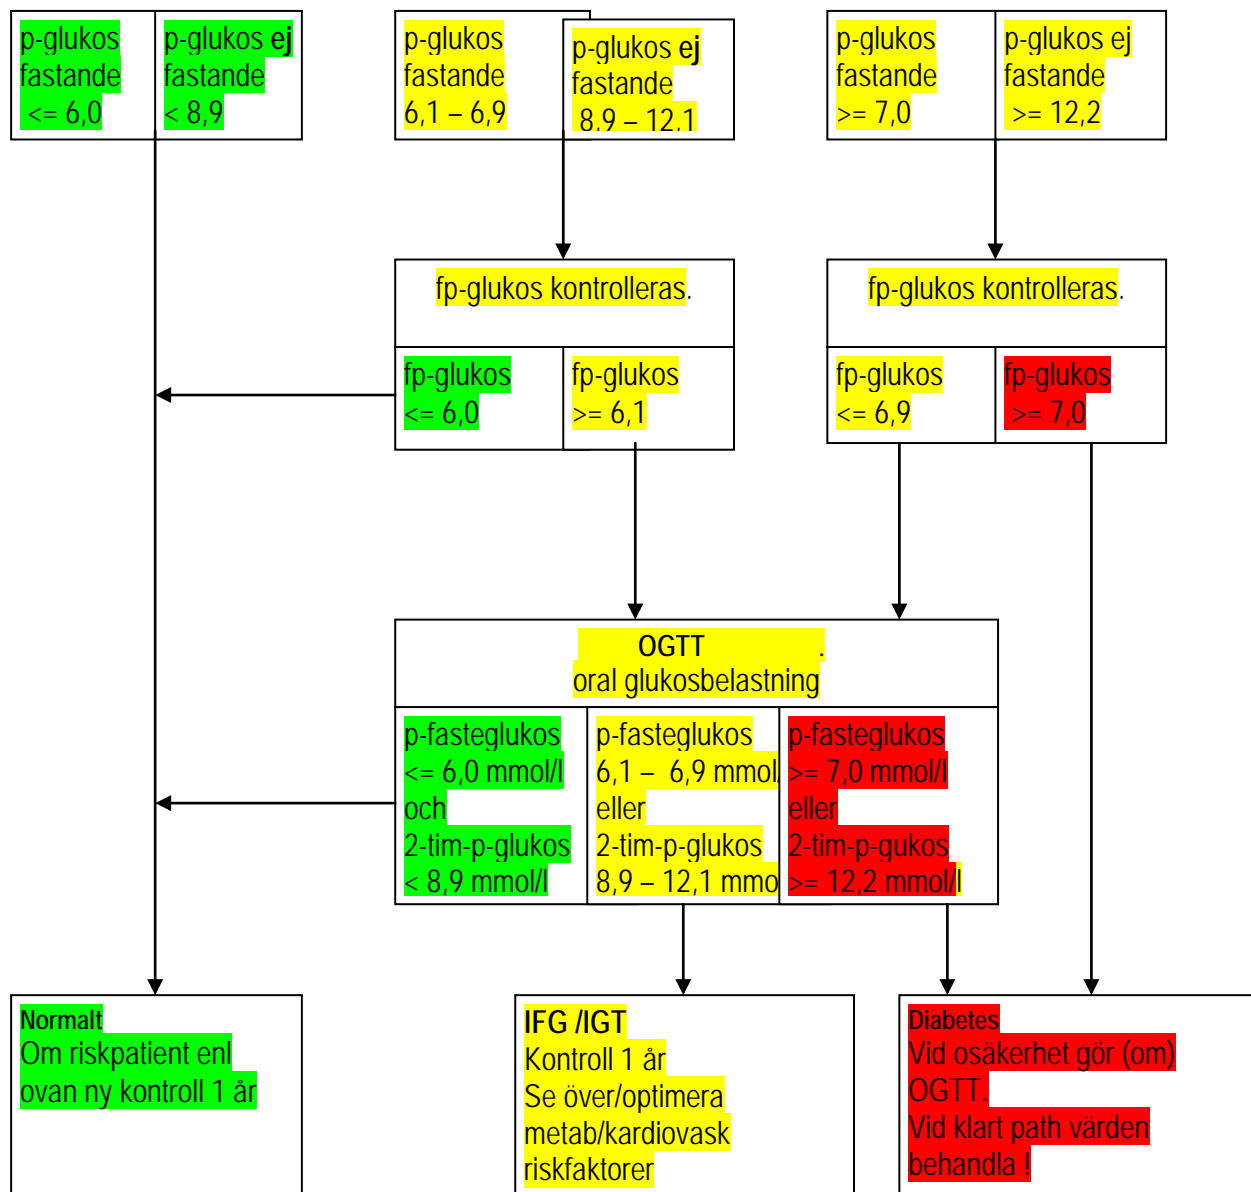 p-glukos
fastande
<= 6,0
p-glukos ej
fastande
< 8,9
p-glukos
fastande
6,1 – 6,9
p-glukos ej
fastande
8,9 – 12,1
p-glukos
fastande
>= 7,0
p-glukos ej
fastande
>= 12,2
fp-glukos kontrolleras.
fp-glukos
<= 6,0
fp-glukos
>= 6,1
fp-glukos kontrolleras.
fp-glukos
<= 6,9
fp-glukos
>= 7,0
OGTT .
oral glukosbelastning
p-fasteglukos
<= 6,0 mmol/l
och
2-tim-p-glukos
< 8,9 mmol/l
p-fasteglukos
6,1 – 6,9 mmol/
eller
2-tim-p-glukos
8,9 – 12,1 mmo
p-fasteglukos
>= 7,0 mmol/l
eller
2-tim-p-gukos
>= 12,2 mmol/l
Normalt
Om riskpatient enl
ovan ny kontroll 1 år
IFG /IGT
Kontroll 1 år
Se över/optimera
metab/kardiovask
riskfaktorer
Diabetes
Vid osäkerhet gör (om)
OGTT.
Vid klart path värden
behandla !